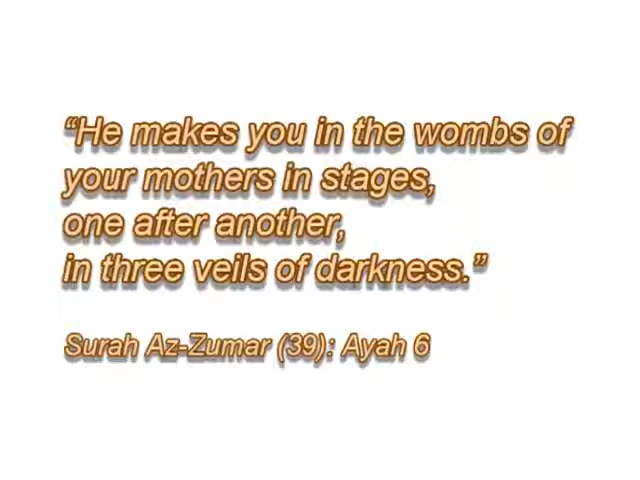 “He makes you in the wombs of
your mothers in stages,
one after another,
in three veils of darkness.”
Surah Az-Zumar (39): Ayah 6